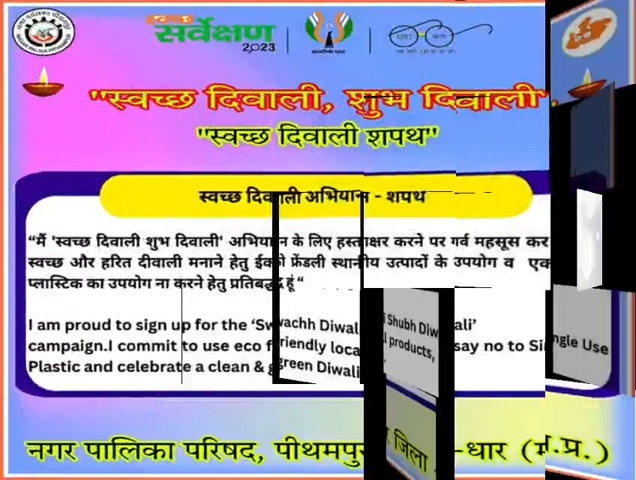 स्वच्छ
सर्वेक्षण
2023
"स्वच्छ दिवाली, शुभ दिवाली"
"स्वच्छ दिवाली शपथ"
स्वच्छ दिवाली अभियान - शपथ
"मैं 'स्वच्छ दिवाली शुभ दिवाली' अभियान के लिए हस्ताक्षर करने पर गर्व महसूस कर
स्वच्छ और हरित दीवाली मनाने हेतु ईको फ्रेंडली स्थानीय उत्पादों के उपयोग व एक
प्लास्टिक का उपयोग ना करने हेतु प्रतिबद्ध हूं"
I am proud to sign up for the 'Swachh Diwali Shubh Diwali'
campaign.I commit to use eco friendly local products, say no to Single Use
Plastic and celebrate a clean & green Diwali.
नगर पालिका परिषद, पीथमपुर जिला -धार (म.प्र.)